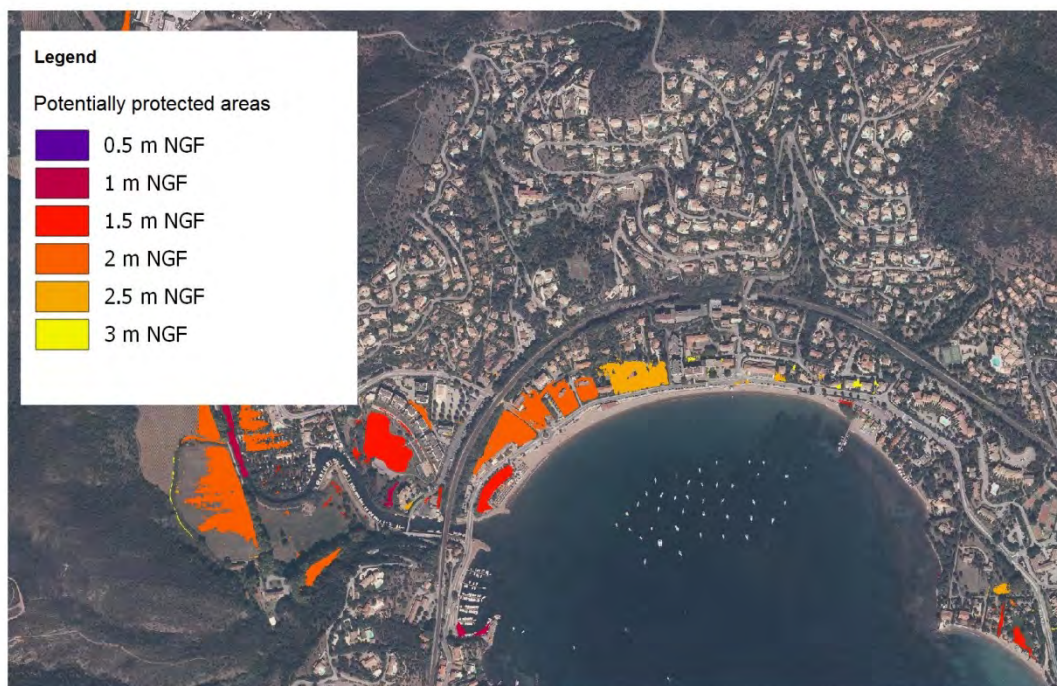 Legend
Potentially protected areas
0.5 m NGF
1 m NGF
1.5 m NGF
2 m NGF
2.5 m NGF
3 m NGF